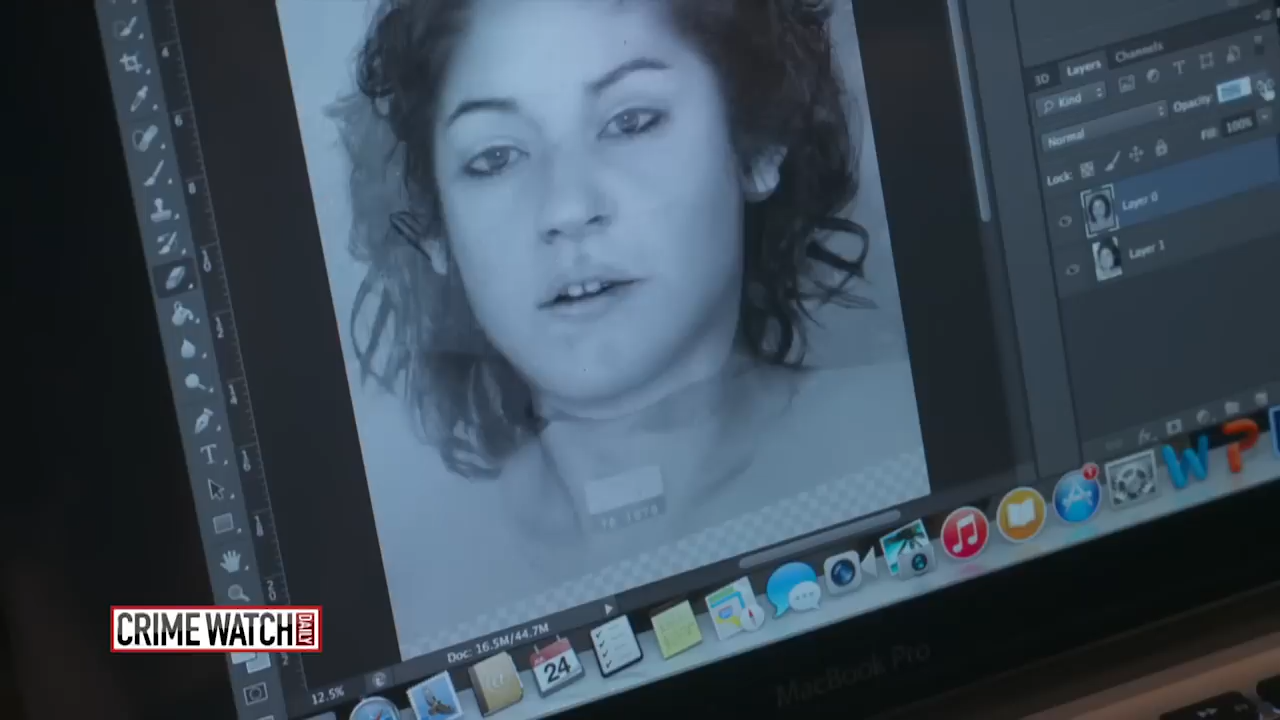 3D Layers Channels
Kind
Opacity:
Normal
Fill: 100%
Lock:
Layer 0
Layer 1
CRIME WATCH DAILY
12.5%
Doc: 16.5M/44.7M
24
MacBook Pro